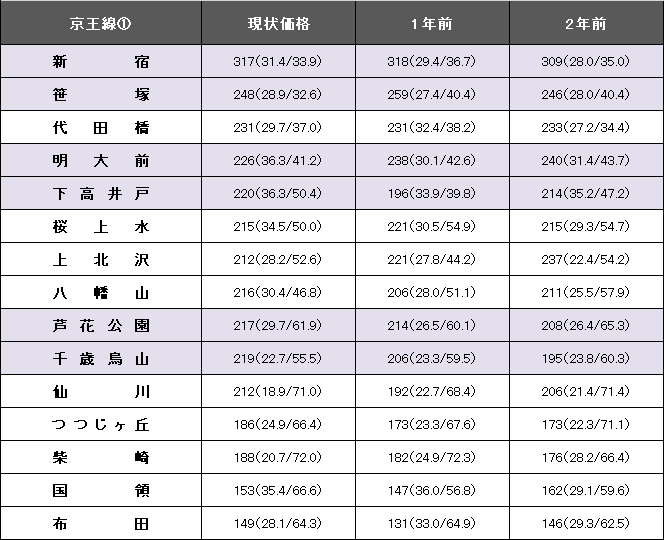 京王線① 現状価格 1年前 2年前
新宿 317(31.4/33.9) 318(29.4/36.7) 309(28.0/35.0)
笹塚 248(28.9/32.6) 259(27.4/40.4) 246(28.0/40.4)
代田橋 231(29.7/37.0) 231(32.4/38.2) 233(27.2/34.4)
明大前 226(36.3/41.2) 238(30.1/42.6) 240(31.4/43.7)
下高井戸 220(36.3/50.4) 196(33.9/39.8) 214(35.2/47.2)
桜上水 215(34.5/50.0) 221(30.5/54.9) 215(29.3/54.7)
上北沢 212(28.2/52.6) 221(27.8/44.2) 237(22.4/54.2)
八幡山 216(30.4/46.8) 206(28.0/51.1) 211(25.5/57.9)
芦花公園 217(29.7/61.9) 214(26.5/60.1) 208(26.4/65.3)
千歳烏山 219(22.7/55.5) 206(23.3/59.5) 195(23.8/60.3)
仙川 212(18.9/71.0) 192(22.7/68.4) 206(21.4/71.4)
つつじヶ丘 186(24.9/66.4) 173(23.3/67.6) 173(22.3/71.1)
柴崎 188(20.7/72.0) 182(24.9/72.3) 176(28.2/66.4)
国領 153(35.4/66.6) 147(36.0/56.8) 162(29.1/59.6)
布田 149(28.1/64.3) 131(33.0/64.9) 146(29.3/62.5)